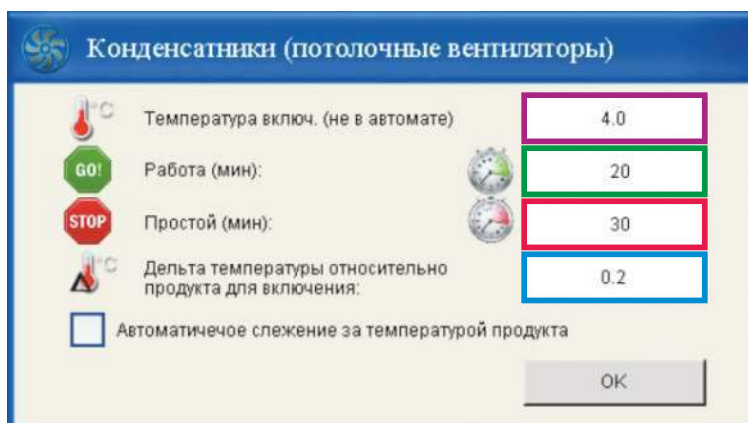 Конденсатники (потолочные вентиляторы)
°C Температура включ. (не в автомате) 4.0
GO! Работа (мин): 20
STOP Простой (мин): 30
°C Дельта температуры относительно
продукта для включения: 0.2
Автоматичечое слежение за температурой продукта
OK